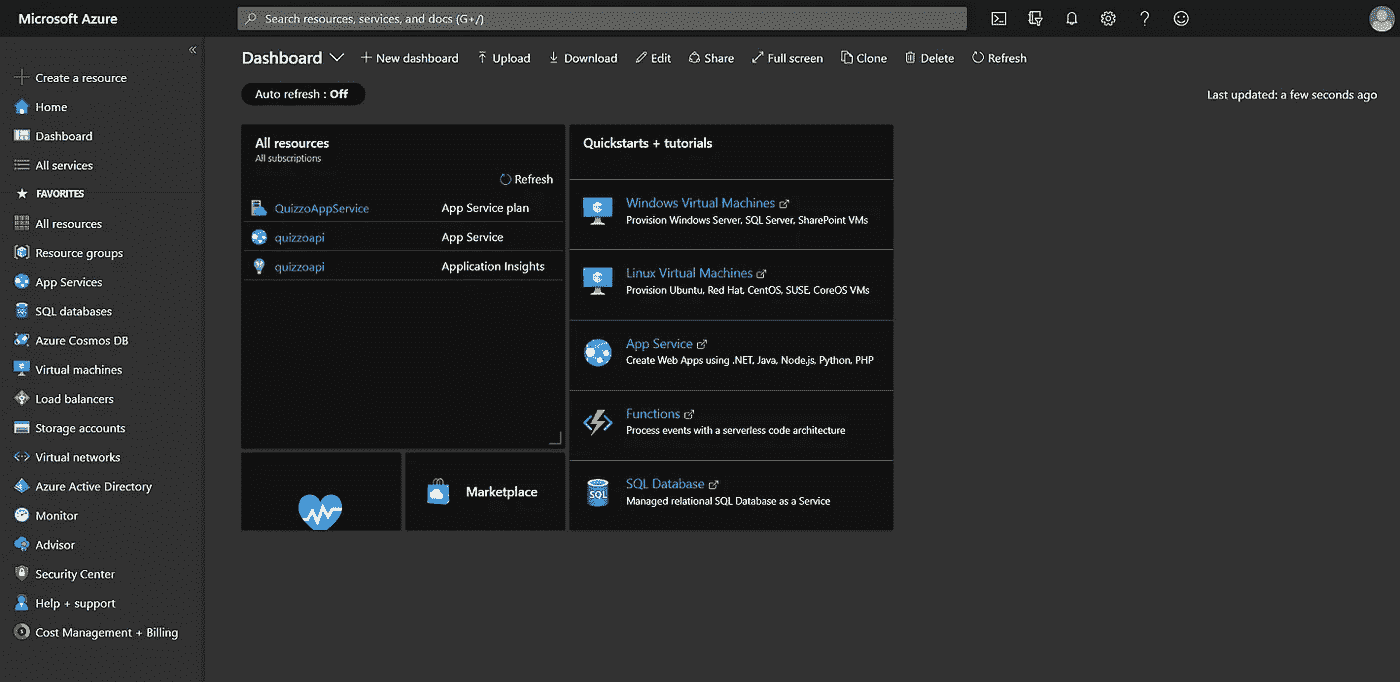 Microsoft Azure
Search resources, services, and docs (G+/)
«
Create a resource
Home
Dashboard
All services
FAVORITES
All resources
Resource groups
App Services
SQL databases
Azure Cosmos DB
Virtual machines
Load balancers
Storage accounts
Virtual networks
Azure Active Directory
Monitor
Advisor
Security Center
Help + support
Cost Management + Billing
Dashboard
New dashboard Upload Download Edit Share Full screen Clone Delete Refresh
Auto refresh : Off
Last updated: a few seconds ago
All resources
All subscriptions
Refresh
QuizzoAppService App Service plan
quizzoapi App Service
quizzoapi Application Insights
Marketplace
Quickstarts + tutorials
Windows Virtual Machines
Provision Windows Server, SQL Server, SharePoint VMs
Linux Virtual Machines
Provision Ubuntu, Red Hat, CentOS, SUSE, CoreOS VMs
App Service
Create Web Apps using .NET, Java, Node.js, Python, PHP
Functions
Process events with a serverless code architecture
SQL
SQL Database
Managed relational SQL Database as a Service